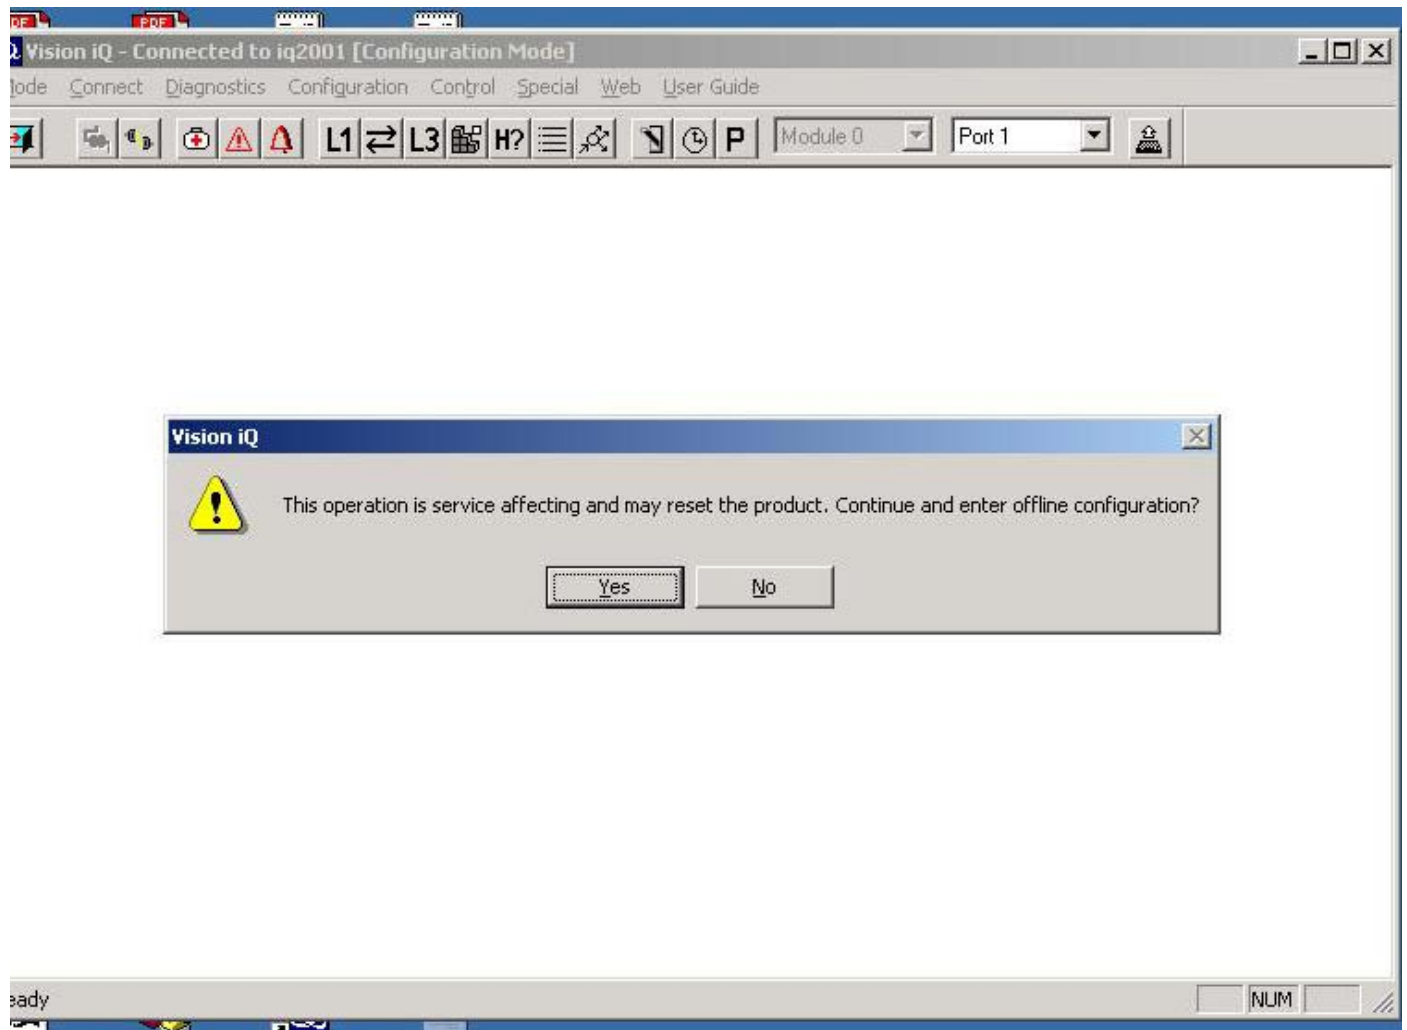 PDF PDF
Vision iQ - Connected to iq2001 [Configuration Mode]
Connect Diagnostics Configuration Control Special Web User Guide
L1 L3 H? P Module 0 Port 1
Vision iQ
This operation is service affecting and may reset the product. Continue and enter offline configuration?
Yes No
eady NUM